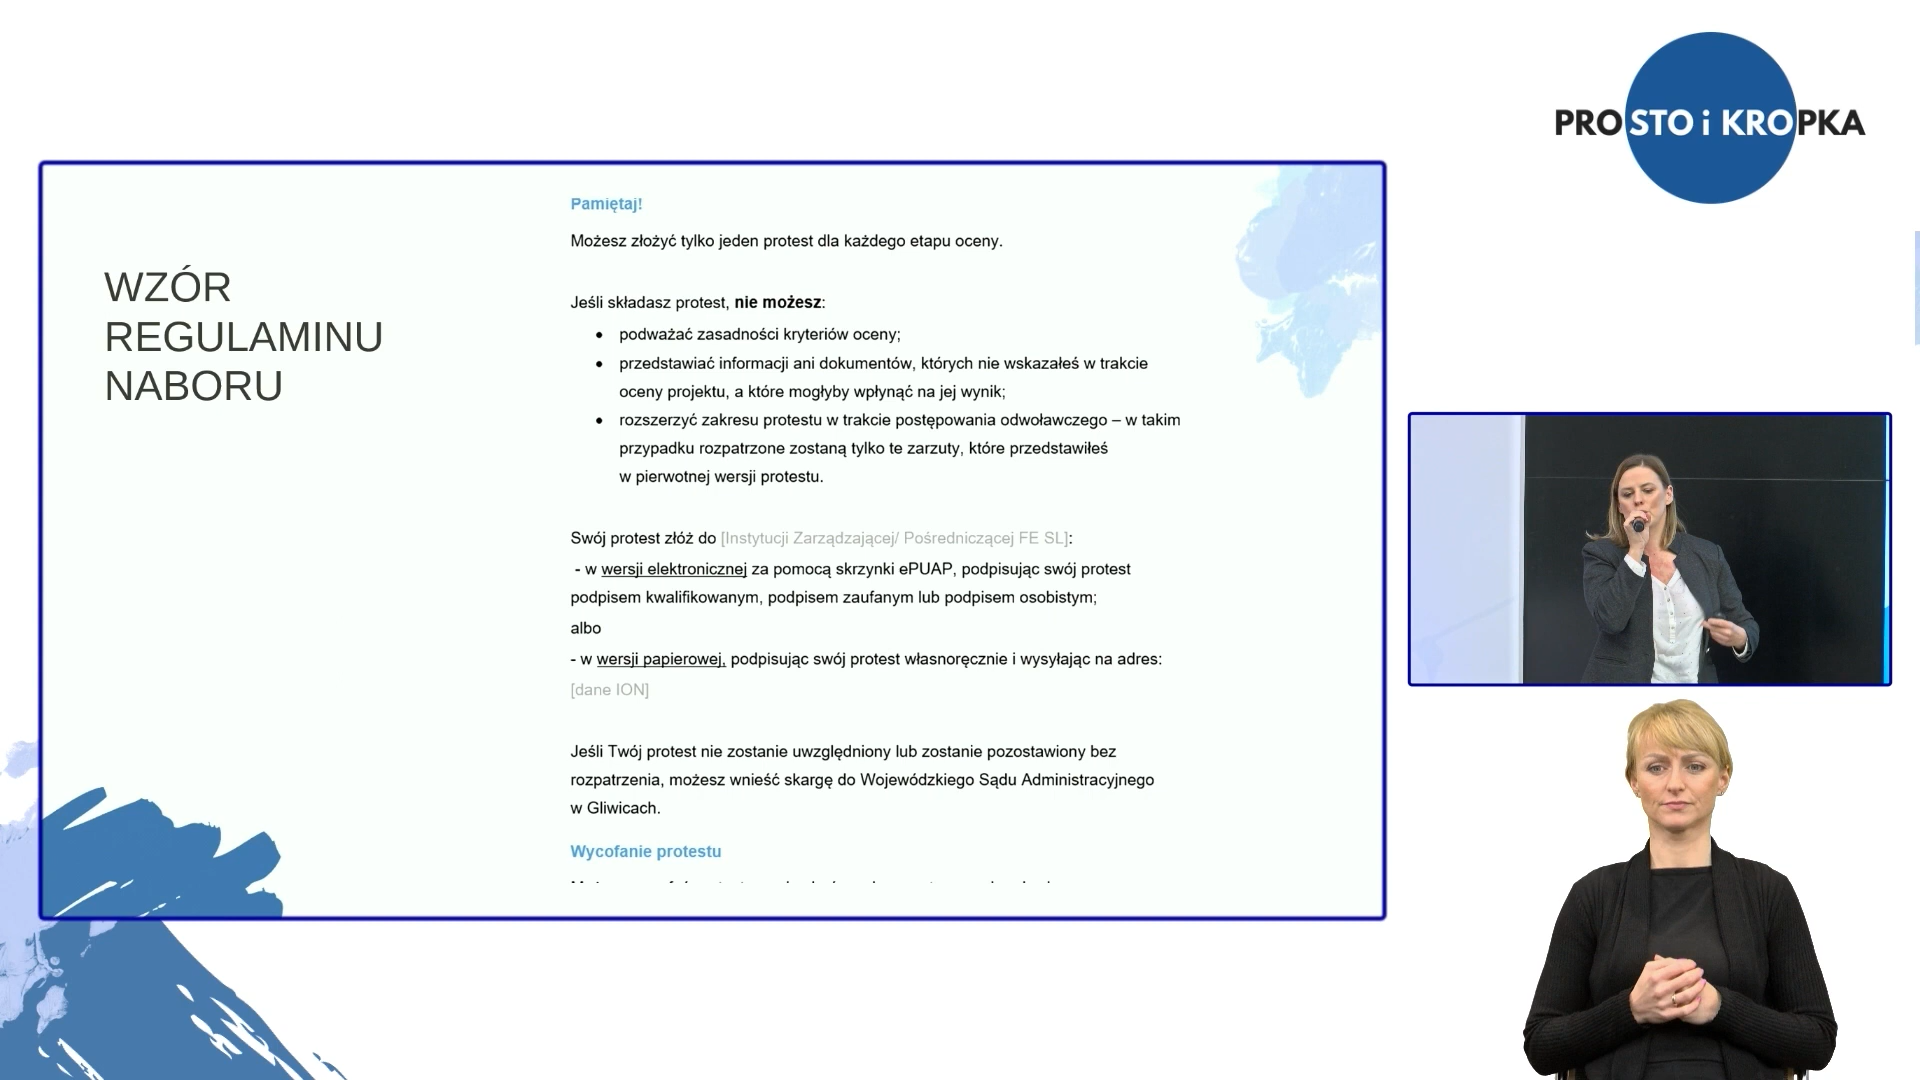 PROSTO i KROPKA
WZÓR
REGULAMINU
NABORU
Pamiętaj!
Możesz złożyć tylko jeden protest dla każdego etapu oceny.
Jeśli składasz protest, nie możesz:
• podważać zasadności kryteriów oceny;
• przedstawiać informacji ani dokumentów, których nie wskazałeś w trakcie
oceny projektu, a które mogłyby wpłynąć na jej wynik;
• rozszerzyć zakresu protestu w trakcie postępowania odwoławczego – w takim
przypadku rozpatrzone zostaną tylko te zarzuty, które przedstawiłeś
w pierwotnej wersji protestu.
Swój protest złóż do [Instytucji Zarządzającej/ Pośredniczącej FE SL]:
- w wersji elektronicznej za pomocą skrzynki ePUAP, podpisując swój protest
podpisem kwalifikowanym, podpisem zaufanym lub podpisem osobistym;
albo
- w wersji papierowej, podpisując swój protest własnoręcznie i wysyłając na adres:
[dane ION]
Jeśli Twój protest nie zostanie uwzględniony lub zostanie pozostawiony bez
rozpatrzenia, możesz wnieść skargę do Wojewódzkiego Sądu Administracyjnego
w Gliwicach.
Wycofanie protestu